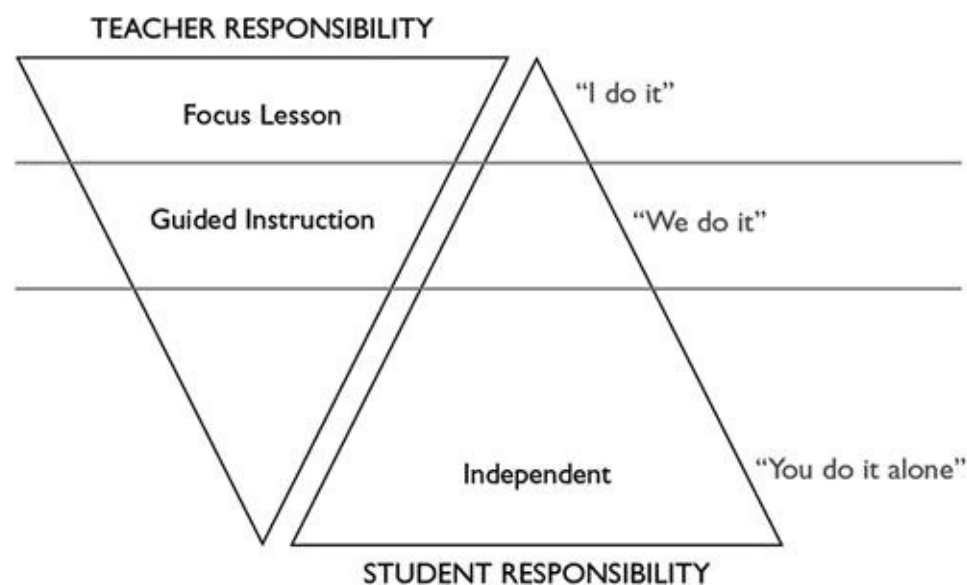 TEACHER RESPONSIBILITY
Focus Lesson
“I do it”
Guided Instruction
“We do it”
Independent
“You do it alone”
STUDENT RESPONSIBILITY